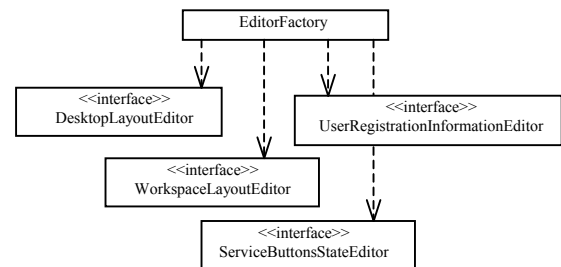 EditorFactory
<<interface>>
DesktopLayoutEditor
<<interface>>
UserRegistrationInformationEditor
<<interface>>
WorkspaceLayoutEditor
<<interface>>
ServiceButtonsStateEditor